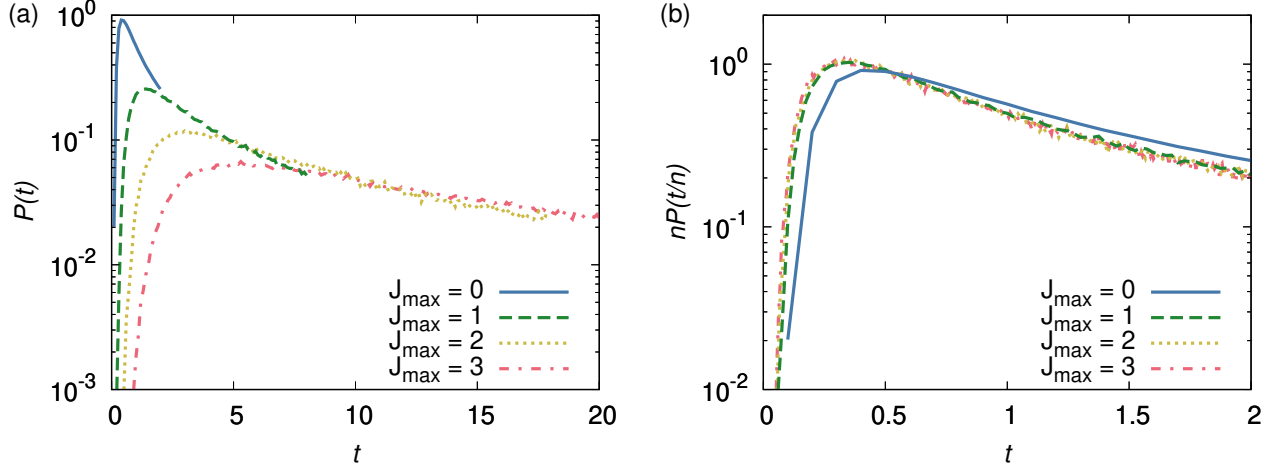 (a)
10^0
10^-1
10^-2
10^-3
P(t)
J_max = 0
J_max = 1
J_max = 2
J_max = 3
0 5 10 15 20
t
(b)
10^0
10^-1
10^-2
nP(t/n)
J_max = 0
J_max = 1
J_max = 2
J_max = 3
0 0.5 1 1.5 2
t